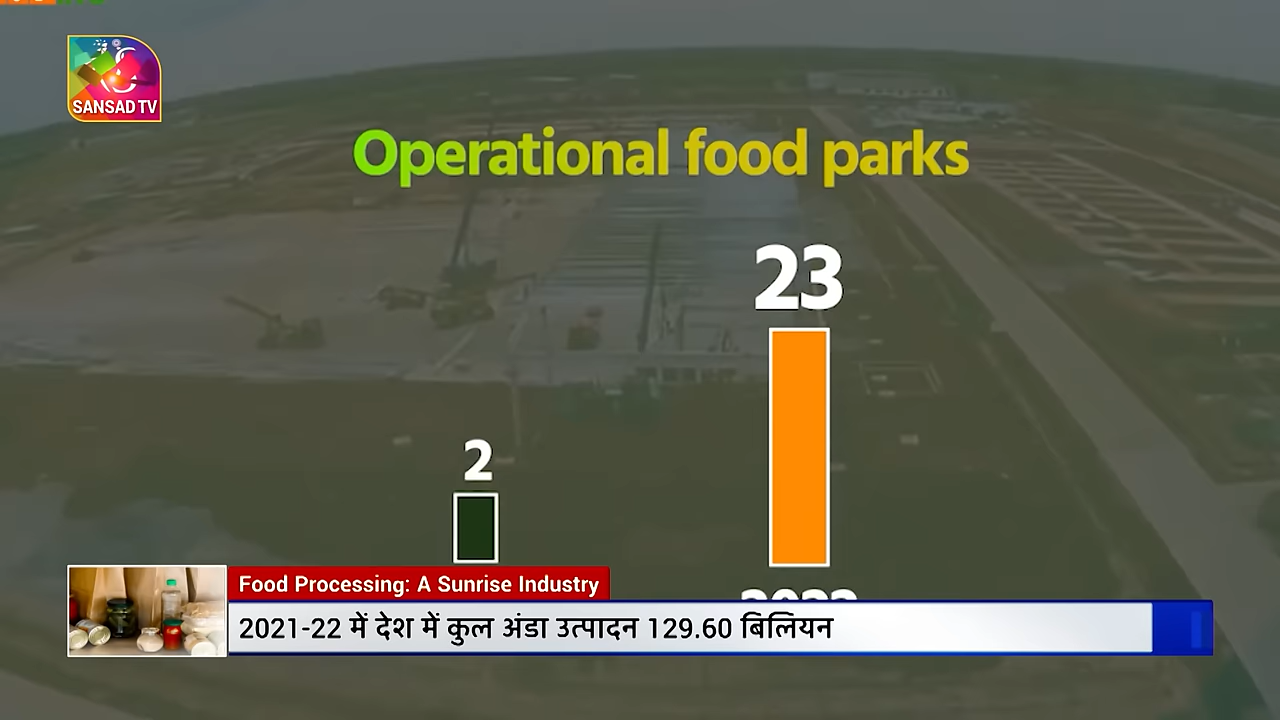 SANSAD TV
Operational food parks
23
2
Food Processing: A Sunrise Industry
2021-22 में देश में कुल अंडा उत्पादन 129.60 बिलियन